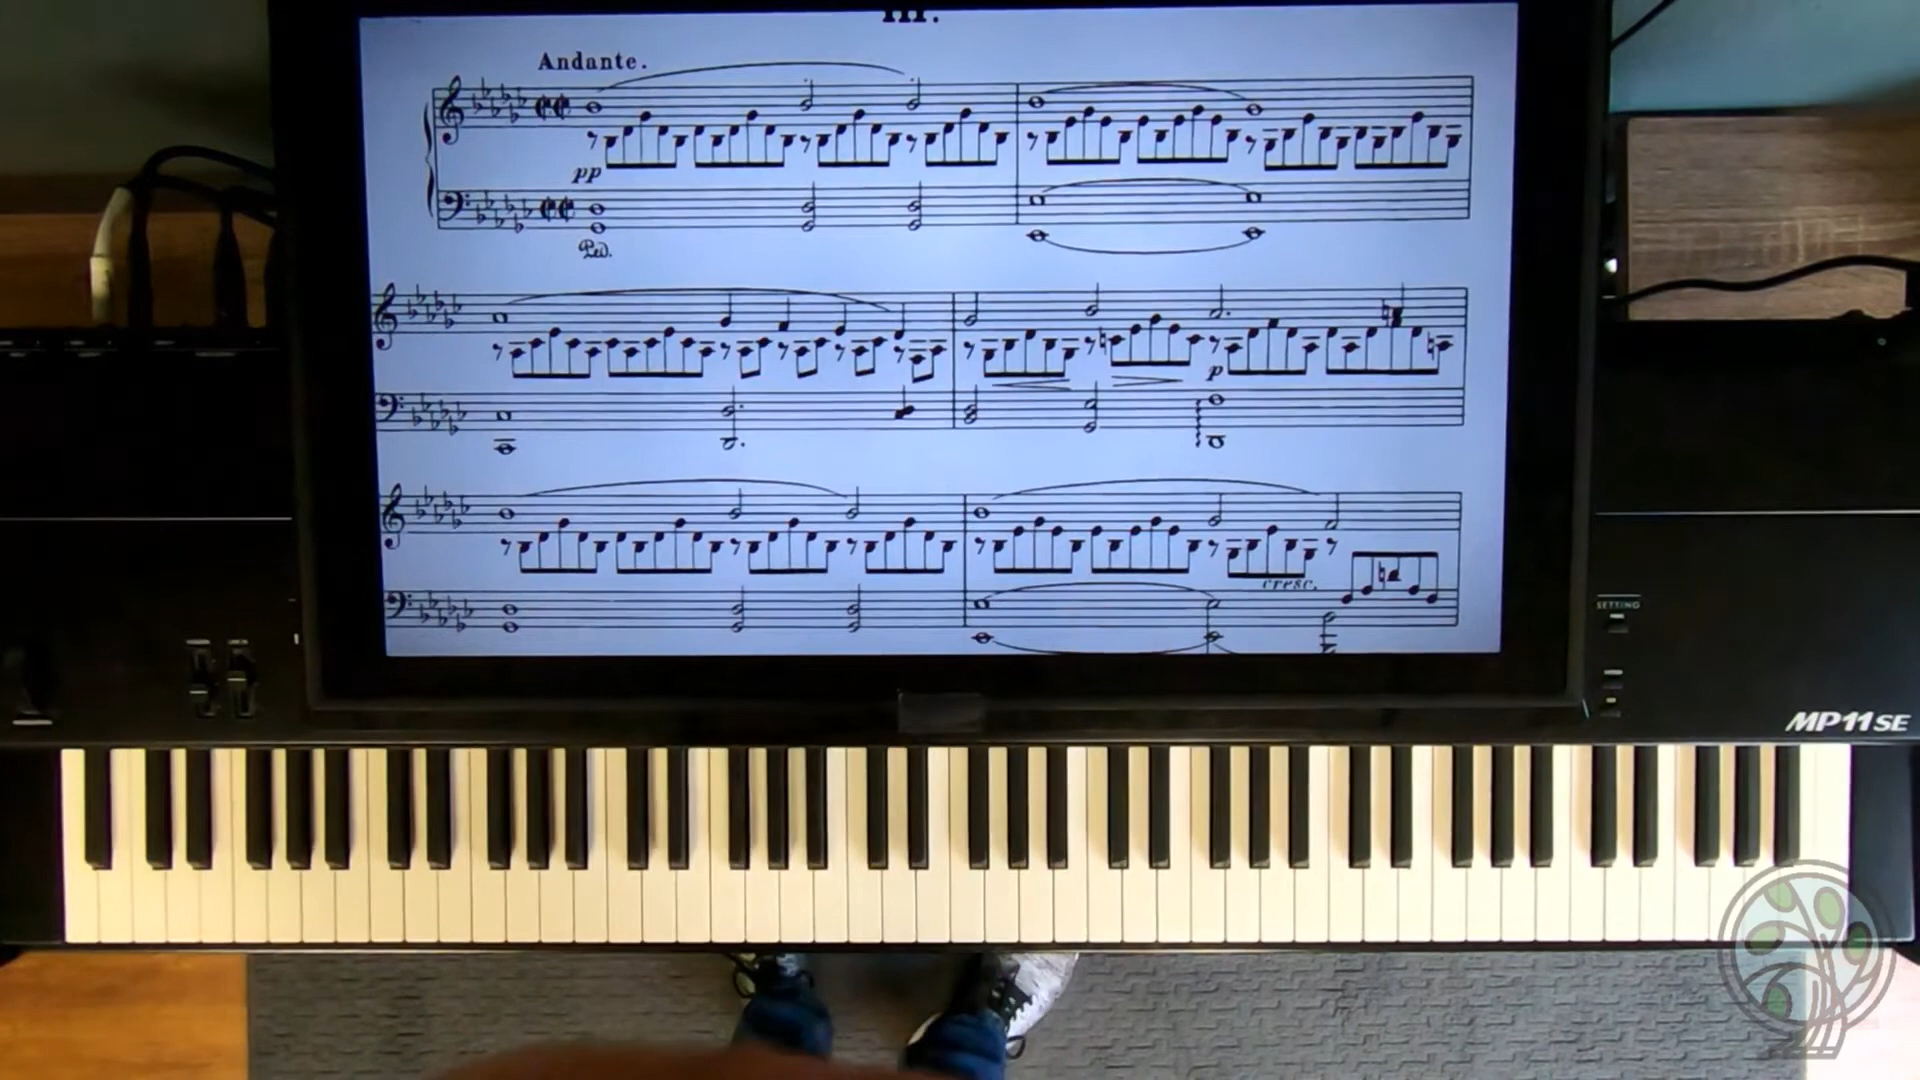 III.
Andante.
pp
Ped.
p
cresc.
SETTING
MP11SE